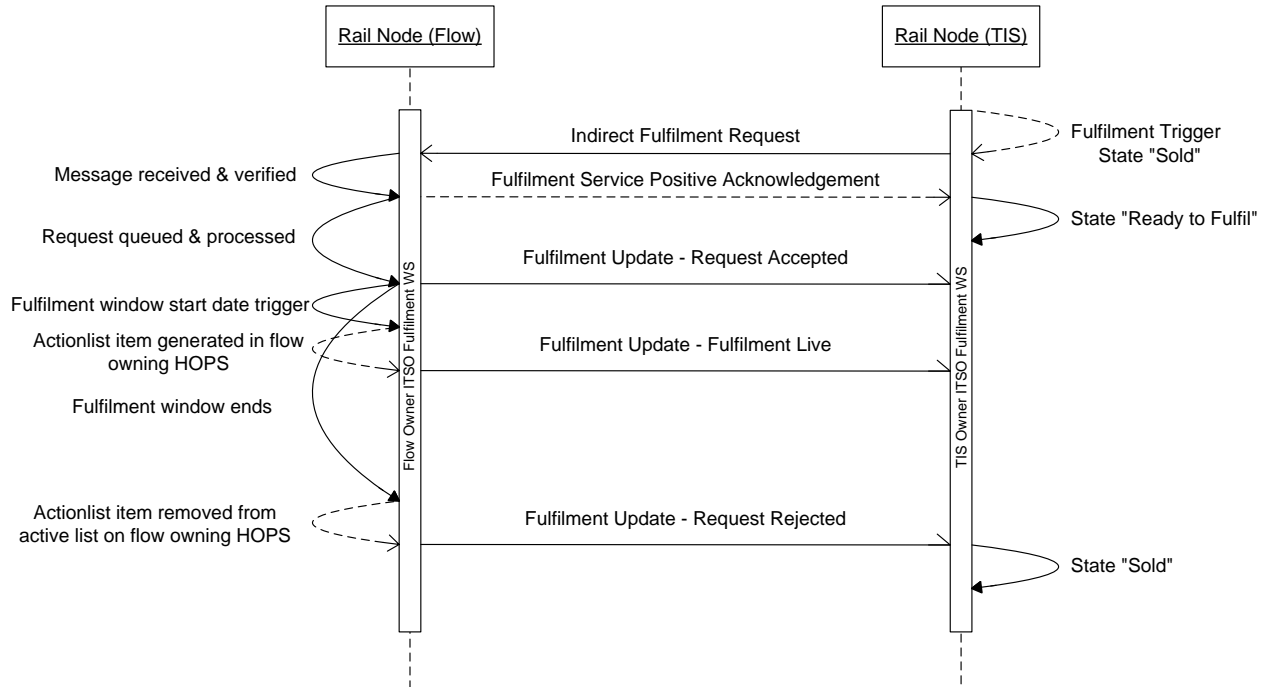 Rail Node (Flow)
Rail Node (TIS)
Indirect Fulfilment Request
Fulfilment Trigger
State "Sold"
Message received & verified
Fulfilment Service Positive Acknowledgement
State "Ready to Fulfil"
Request queued & processed
Fulfilment Update - Request Accepted
Fulfilment window start date trigger
Actionlist item generated in flow
owning HOPS
Fulfilment Update - Fulfilment Live
Fulfilment window ends
Flow Owner ITSO Fulfilment WS
TIS Owner ITSO Fulfilment WS
Actionlist item removed from
active list on flow owning HOPS
Fulfilment Update - Request Rejected
State "Sold"